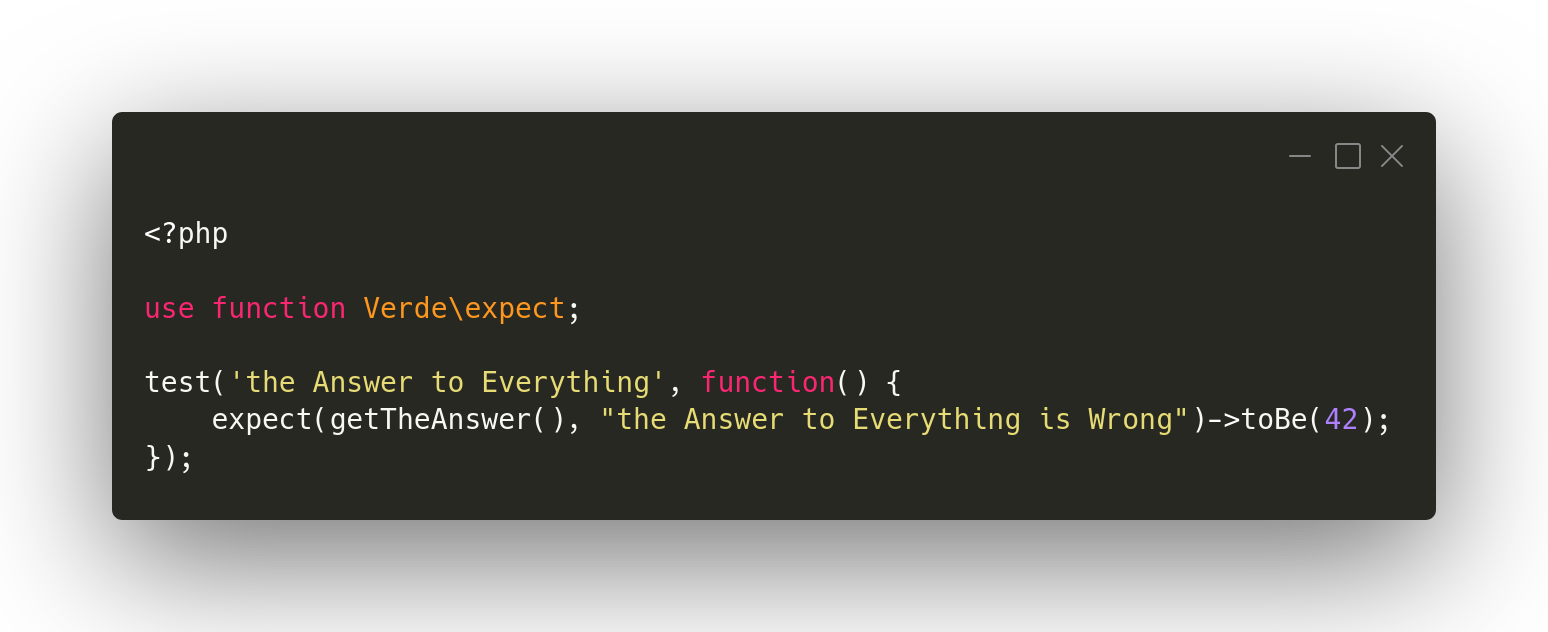 <?php
use function Verde\expect;
test('the Answer to Everything', function() {
    expect(getTheAnswer(), "the Answer to Everything is Wrong")->toBe(42);
});